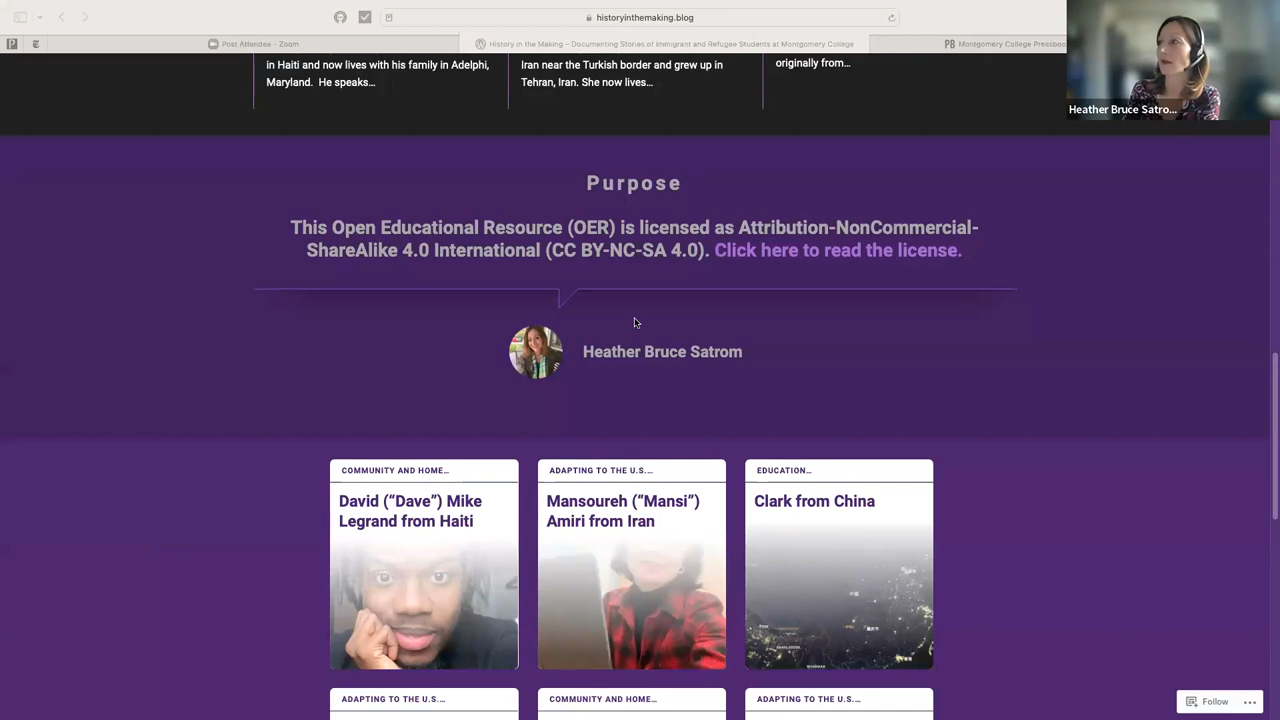 historyinthemaking.blog
Post Attendee - Zoom
History in the Making – Documenting Stories of Immigrant and Refugee Students at Montgomery College
Montgomery College Pressboo
Heather Bruce Satro...
in Haiti and now lives with his family in Adelphi,
Maryland. He speaks...
Iran near the Turkish border and grew up in
Tehran, Iran. She now lives...
originally from...
Purpose
This Open Educational Resource (OER) is licensed as Attribution-NonCommercial-
ShareAlike 4.0 International (CC BY-NC-SA 4.0). Click here to read the license.
Heather Bruce Satrom
COMMUNITY AND HOME...
David (“Dave”) Mike
Legrand from Haiti
ADAPTING TO THE U.S....
Mansoureh (“Mansi”)
Amiri from Iran
EDUCATION...
Clark from China
ADAPTING TO THE U.S....
COMMUNITY AND HOME...
ADAPTING TO THE U.S....
Follow